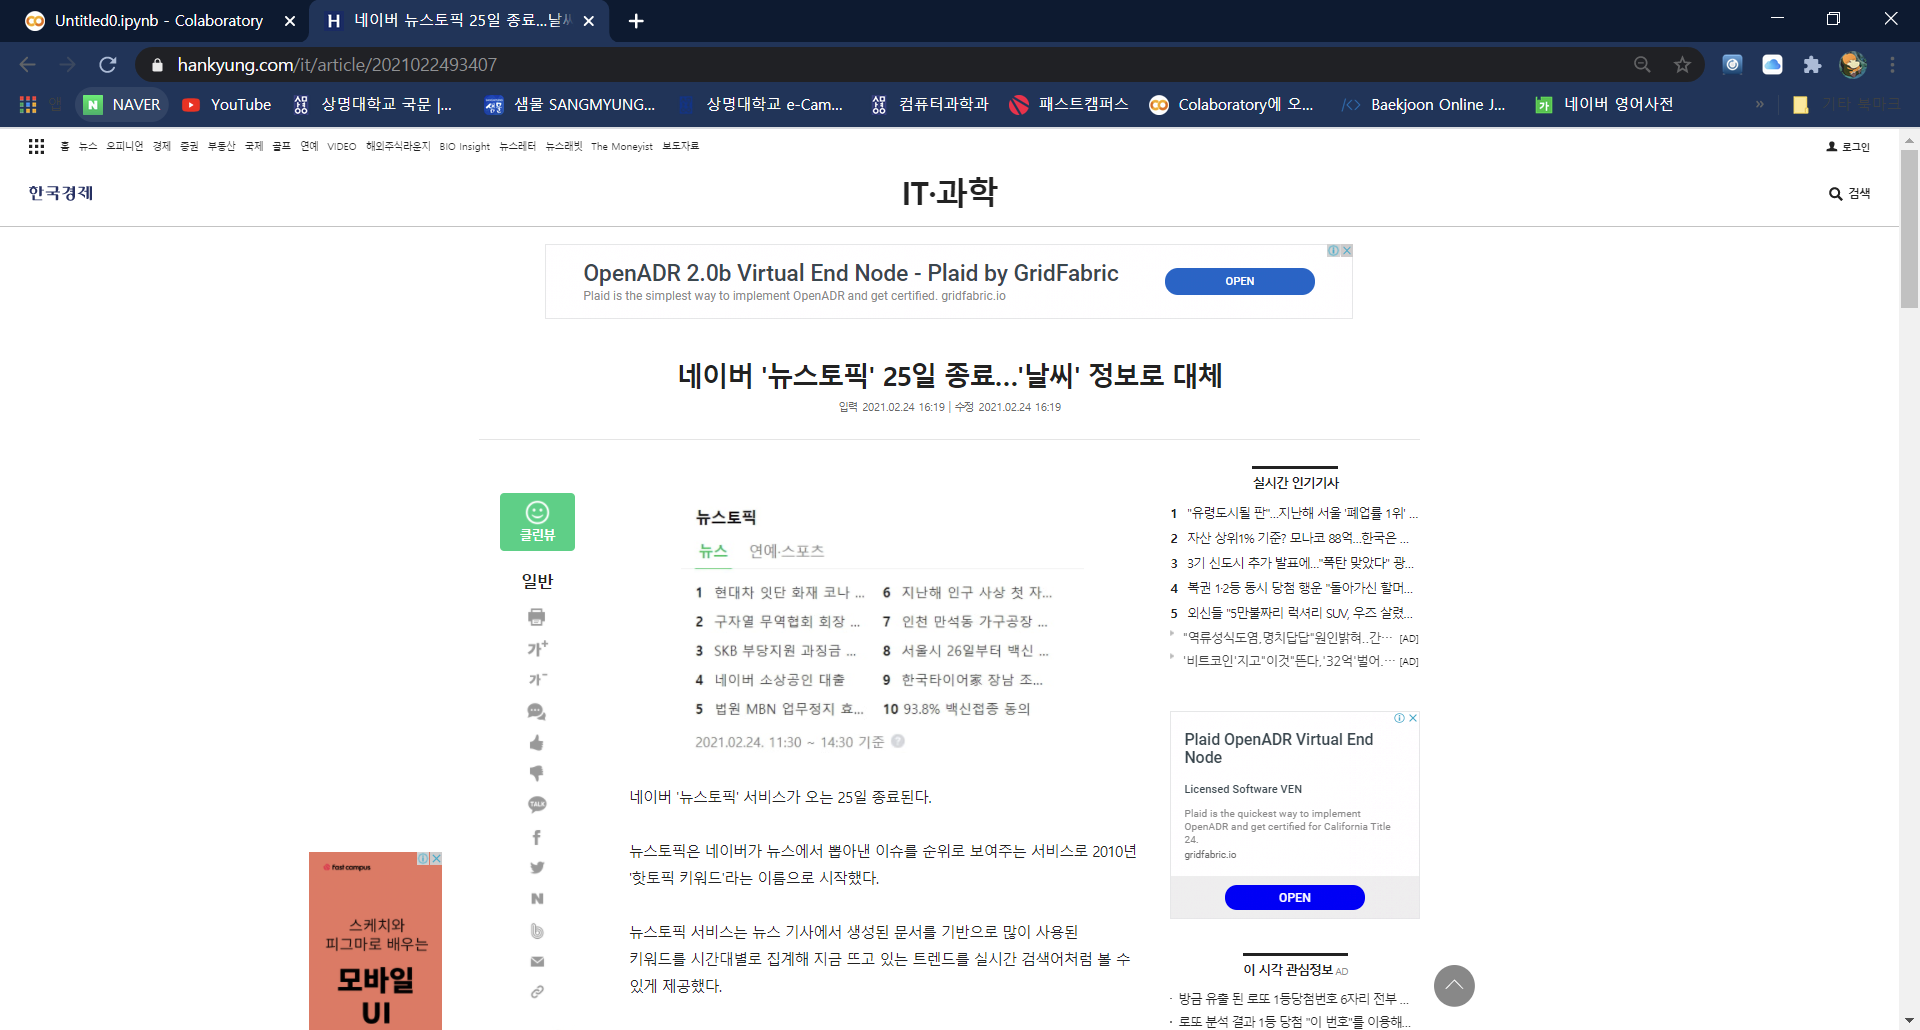 Untitled0.ipynb - Colaboratory
네이버 뉴스토픽 25일 종료...날씨
hankyung.com/it/article/2021022493407
앱
NAVER
YouTube
상명대학교 국문 |...
샘물 SANGMYUNG...
상명대학교 e-Cam...
컴퓨터과학과
패스트캠퍼스
Colaboratory에 오...
Baekjoon Online J...
네이버 영어사전
»
기타 북마크
홈 뉴스 오피니언 경제 증권 부동산 국제 골프 연예 VIDEO 해외주식라운지 BIO Insight 뉴스레터 뉴스래빗 The Moneyist 보도자료
로그인
한국경제
IT·과학
검색
OpenADR 2.0b Virtual End Node - Plaid by GridFabric
Plaid is the simplest way to implement OpenADR and get certified. gridfabric.io
OPEN
네이버 '뉴스토픽' 25일 종료…'날씨' 정보로 대체
입력 2021.02.24 16:19 | 수정 2021.02.24 16:19
클린뷰
일반
가+
가-
TALK
뉴스토픽
뉴스 연예·스포츠
1 현대차 잇단 화재 코나 ...
2 구자열 무역협회 회장 ...
3 SKB 부당지원 과징금 ...
4 네이버 소상공인 대출
5 법원 MBN 업무정지 효...
6 지난해 인구 사상 첫 자...
7 인천 만석동 가구공장 ...
8 서울시 26일부터 백신 ...
9 한국타이어家 장남 조...
10 93.8% 백신접종 동의
2021.02.24. 11:30 ~ 14:30 기준
네이버 '뉴스토픽' 서비스가 오는 25일 종료된다.
뉴스토픽은 네이버가 뉴스에서 뽑아낸 이슈를 순위로 보여주는 서비스로 2010년
'핫토픽 키워드'라는 이름으로 시작했다.
뉴스토픽 서비스는 뉴스 기사에서 생성된 문서를 기반으로 많이 사용된
키워드를 시간대별로 집계해 지금 뜨고 있는 트렌드를 실시간 검색어처럼 볼 수
있게 제공했다.
실시간 인기기사
1 "유령도시될 판"...지난해 서울 '폐업률 1위' ...
2 자산 상위1% 기준? 모나코 88억...한국은 ...
3 3기 신도시 추가 발표에..."폭탄 맞았다" 광...
4 복권 1·2등 동시 당첨 행운 "돌아가신 할머...
5 외신들 "5만불짜리 럭셔리 SUV, 우즈 살렸...
"역류성식도염,명치답답"원인밝혀..간… [AD]
'비트코인'지고"이것"뜬다,'32억'벌어.… [AD]
Plaid OpenADR Virtual End
Node
Licensed Software VEN
Plaid is the quickest way to implement
OpenADR and get certified for California Title
24.
gridfabric.io
OPEN
이 시각 관심정보 AD
· 방금 유출 된 로또 1등당첨번호 6자리 전부 ...
· 로또 분석 결과 1등 당첨 "이 번호"를 이용해...
fast campus
스케치와
피그마로 배우는
모바일
UI